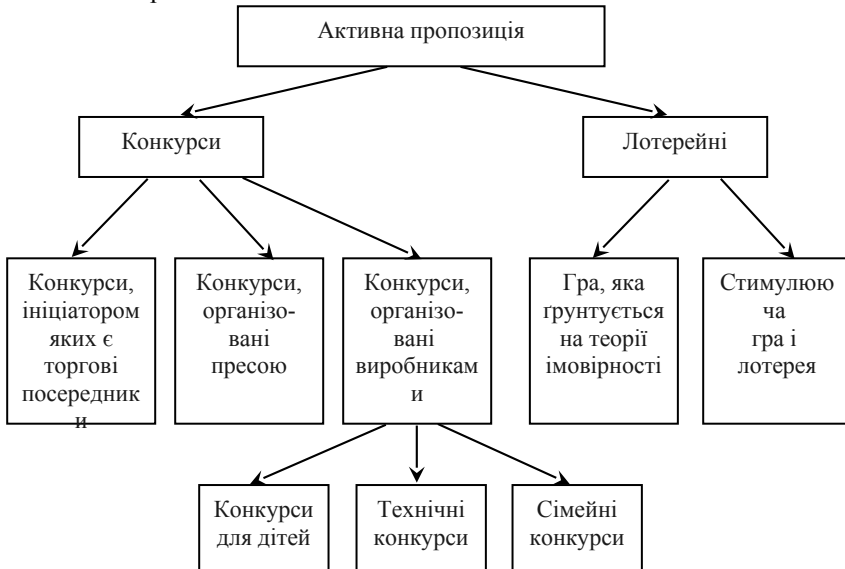 Активна пропозиція
Конкурси
Лотерейні
Конкурси,
ініціатором
яких є
торгові
посередник
и
Конкурси,
організо-
вані
пресою
Конкурси,
організо-
вані
виробникам
и
Гра, яка
ґрунтується
на теорії
імовірності
Стимулюю
ча
гра і
лотерея
Конкурси
для дітей
Технічні
конкурси
Сімейні
конкурси